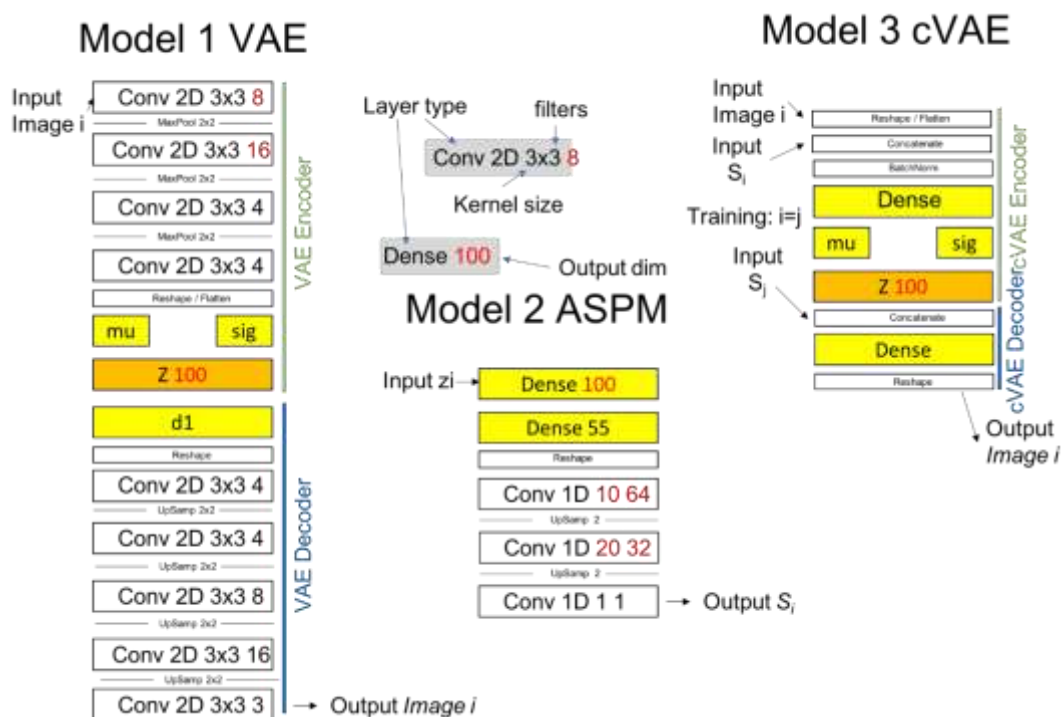 Model 1 VAE
Input
Image i
Conv 2D 3x3 8
MaxPool 2x2
Conv 2D 3x3 16
MaxPool 2x2
Conv 2D 3x3 4
MaxPool 2x2
Conv 2D 3x3 4
Reshape / Flatten
mu
sig
Z 100
VAE Encoder
d1
Reshape
Conv 2D 3x3 4
UpSamp 2x2
Conv 2D 3x3 4
UpSamp 2x2
Conv 2D 3x3 8
UpSamp 2x2
Conv 2D 3x3 16
UpSamp 2x2
Conv 2D 3x3 3
VAE Decoder
Output Image i
Layer type
filters
Conv 2D 3x3 8
Kernel size
Dense 100
Output dim
Model 2 ASPM
Input zi
Dense 100
Dense 55
Reshape
Conv 1D 10 64
UpSamp 2
Conv 1D 20 32
UpSamp 2
Conv 1D 1 1
Output Si
Model 3 cVAE
Input
Image i
Reshape / Flatten
Input
Si
Concatenate
BatchNorm
Dense
Training: i=j
mu
sig
Input
Sj
Z 100
cVAE Encoder
Concatenate
Dense
Reshape
cVAE Decoder
Output
Image i